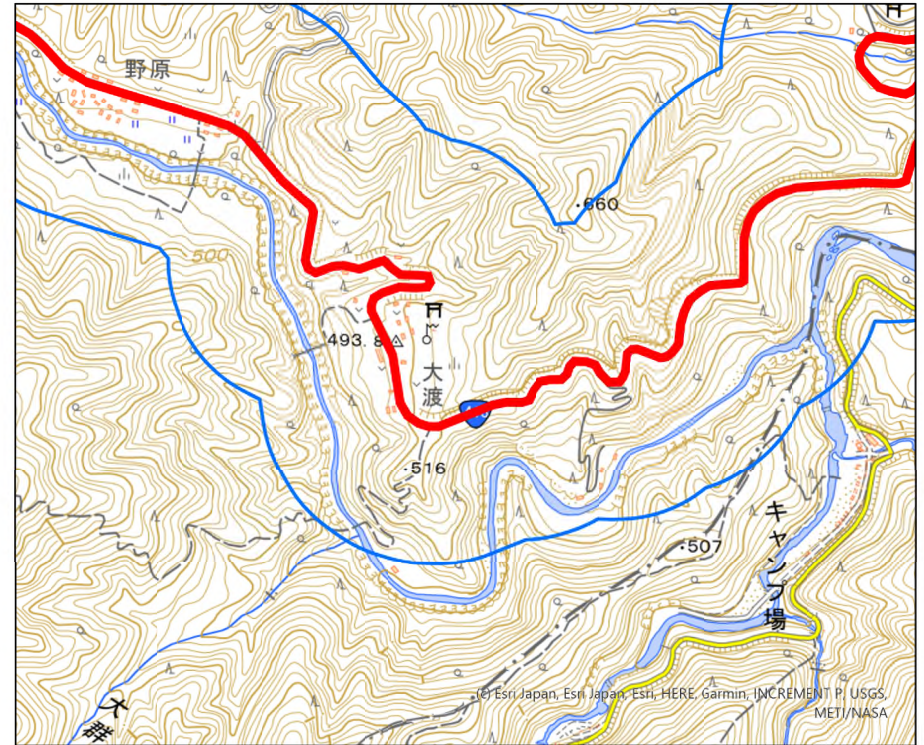 野原
・660
500
493.8
大渡
・516
・507
キャンプ場
大群
(c) Esri Japan, Esri Japan, Esri, HERE, Garmin, INCREMENT P, USGS,
METI/NASA